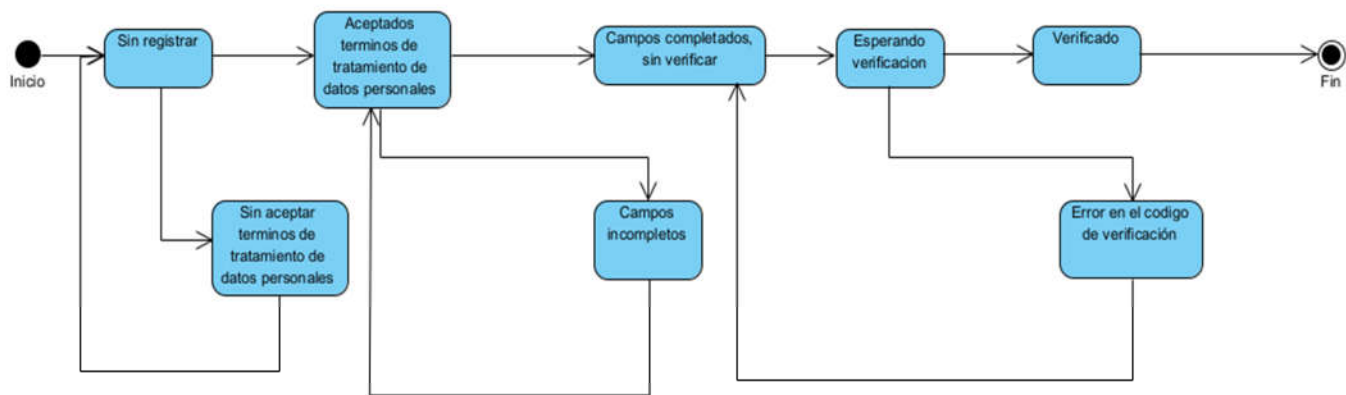 Inicio
Sin registrar
Aceptados
terminos de
tratamiento de
datos personales
Campos completados,
sin verificar
Esperando
verificacion
Verificado
Fin
Sin aceptar
terminos de
tratamiento de
datos personales
Campos
incompletos
Error en el codigo
de verificación